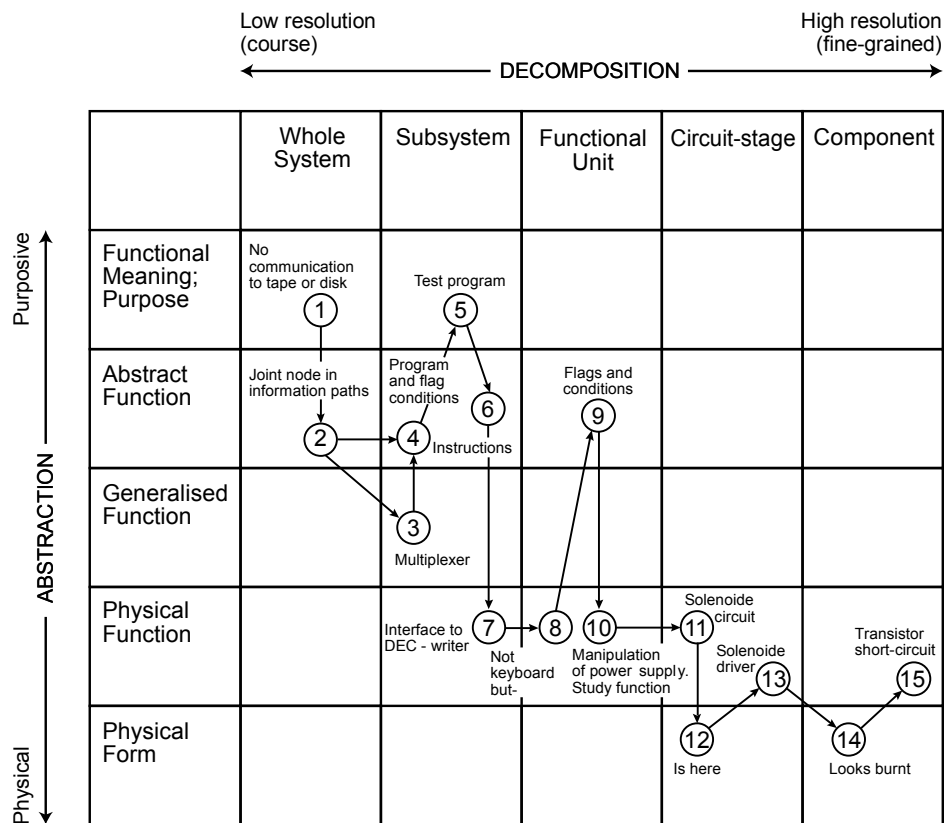 Low resolution
(course)
High resolution
(fine-grained)
DECOMPOSITION
Whole
System
Subsystem
Functional
Unit
Circuit-stage
Component
Purposive
ABSTRACTION
Physical
Functional
Meaning;
Purpose
No
communication
to tape or disk
1
Test program
5
Abstract
Function
Joint node in
information paths
2
Program
and flag
conditions
4
6
Instructions
Flags and
conditions
9
Generalised
Function
3
Multiplexer
Physical
Function
Interface to
DEC - writer
7
Not
keyboard
but-
8
10
Manipulation
of power supply.
Study function
Solenoide
circuit
11
Solenoide
driver
13
Transistor
short-circuit
15
Physical
Form
12
Is here
14
Looks burnt